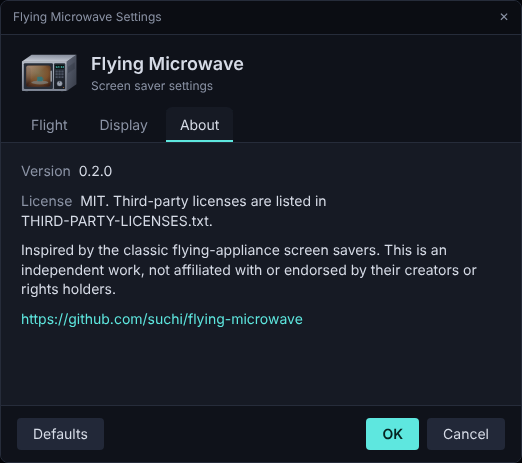 Flying Microwave Settings ×
Flying Microwave
Screen saver settings
Flight Display About
Version 0.2.0
License MIT. Third-party licenses are listed in
THIRD-PARTY-LICENSES.txt.
Inspired by the classic flying-appliance screen savers. This is an
independent work, not affiliated with or endorsed by their creators or
rights holders.
https://github.com/suchi/flying-microwave
Defaults OK Cancel